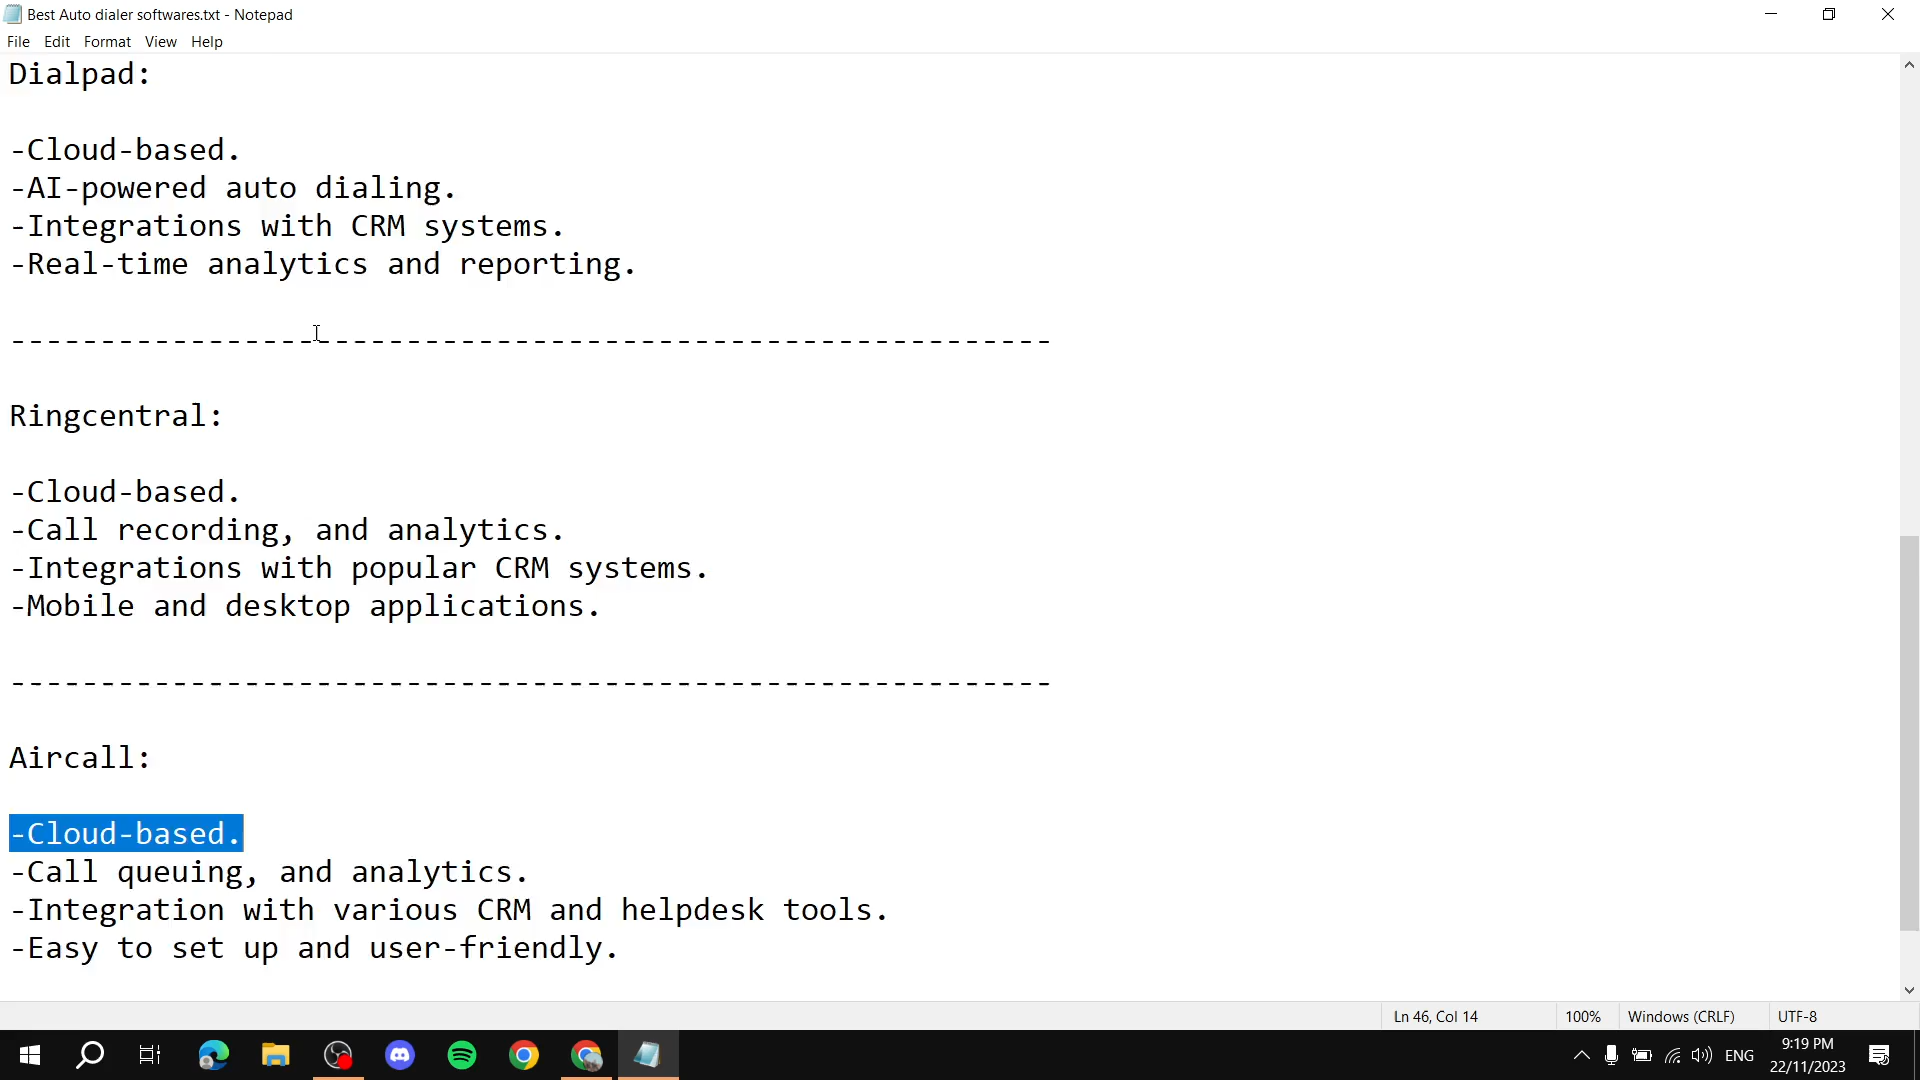 Best Auto dialer softwares.txt - Notepad
File Edit Format View Help
Dialpad:
-Cloud-based.
-AI-powered auto dialing.
-Integrations with CRM systems.
-Real-time analytics and reporting.
----------------------------------------------------------
Ringcentral:
-Cloud-based.
-Call recording, and analytics.
-Integrations with popular CRM systems.
-Mobile and desktop applications.
----------------------------------------------------------
Aircall:
-Cloud-based.
-Call queuing, and analytics.
-Integration with various CRM and helpdesk tools.
-Easy to set up and user-friendly.
Ln 46, Col 14 100% Windows (CRLF) UTF-8
ENG
9:19 PM
22/11/2023